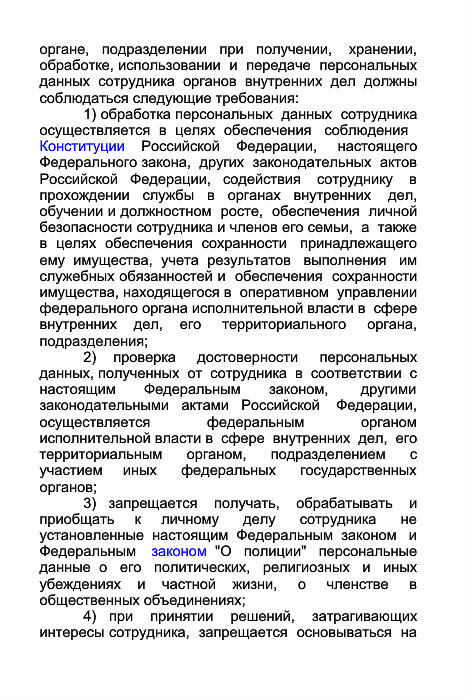 органе, подразделении при получении, хранении,
обработке, использовании и передаче персональных
данных сотрудника органов внутренних дел должны
соблюдаться следующие требования:
1) обработка персональных данных сотрудника
осуществляется в целях обеспечения соблюдения
Конституции Российской Федерации, настоящего
Федерального закона, других законодательных актов
Российской Федерации, содействия сотруднику в
прохождении службы в органах внутренних дел,
обучении и должностном росте, обеспечения личной
безопасности сотрудника и членов его семьи, а также
в целях обеспечения сохранности принадлежащего
ему имущества, учета результатов выполнения им
служебных обязанностей и обеспечения сохранности
имущества, находящегося в оперативном управлении
федерального органа исполнительной власти в сфере
внутренних дел, его территориального органа,
подразделения;
2) проверка достоверности персональных
данных, полученных от сотрудника в соответствии с
настоящим Федеральным законом, другими
законодательными актами Российской Федерации,
осуществляется федеральным органом
исполнительной власти в сфере внутренних дел, его
территориальным органом, подразделением с
участием иных федеральных государственных
органов;
3) запрещается получать, обрабатывать и
приобщать к личному делу сотрудника не
установленные настоящим Федеральным законом и
Федеральным законом "О полиции" персональные
данные о его политических, религиозных и иных
убеждениях и частной жизни, о членстве в
общественных объединениях;
4) при принятии решений, затрагивающих
интересы сотрудника, запрещается основываться на